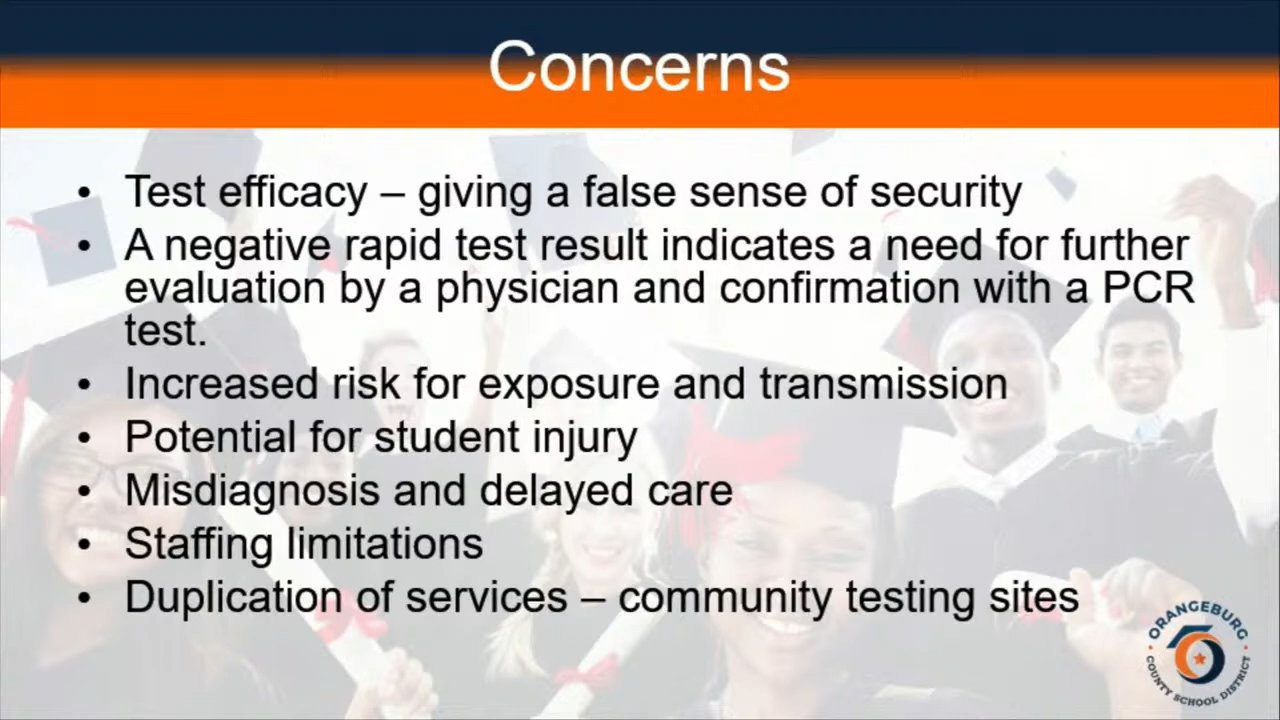 Concerns
• Test efficacy – giving a false sense of security
• A negative rapid test result indicates a need for further
evaluation by a physician and confirmation with a PCR
test.
• Increased risk for exposure and transmission
• Potential for student injury
• Misdiagnosis and delayed care
• Staffing limitations
• Duplication of services – community testing sites
ORANGEBURG
COUNTY SCHOOL DISTRICT